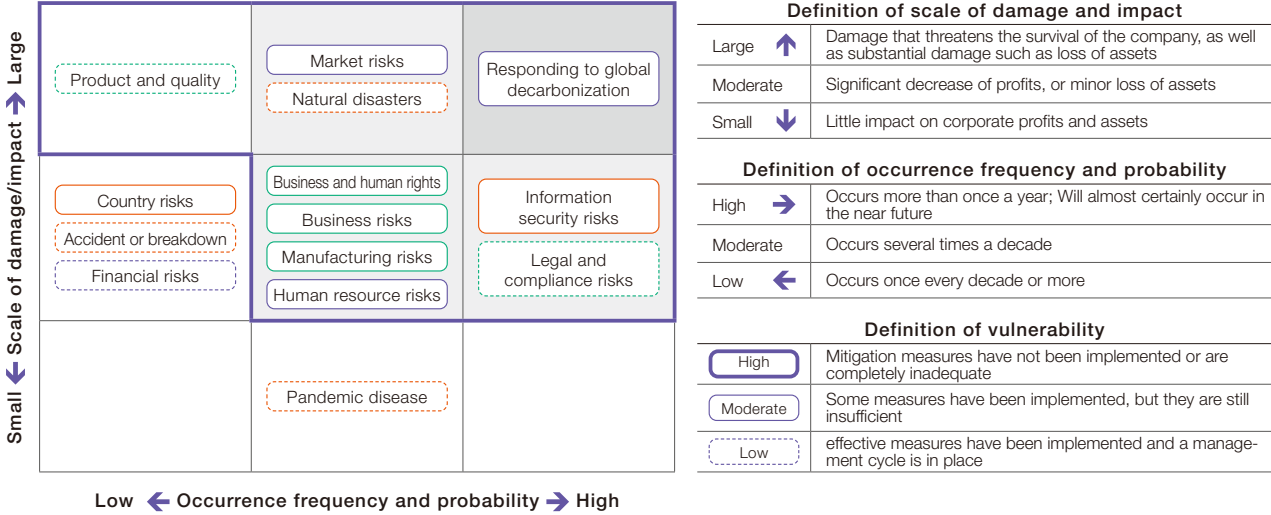 Small Scale of damage/impact Large
Product and quality
Market risks
Natural disasters
Responding to global
decarbonization
Country risks
Accident or breakdown
Financial risks
Business and human rights
Business risks
Manufacturing risks
Human resource risks
Information
security risks
Legal and
compliance risks
Pandemic disease
Low Occurrence frequency and probability High
Definition of scale of damage and impact
Large
Damage that threatens the survival of the company, as well
as substantial damage such as loss of assets
Moderate
Significant decrease of profits, or minor loss of assets
Small
Little impact on corporate profits and assets
Definition of occurrence frequency and probability
High
Occurs more than once a year; Will almost certainly occur in
the near future
Moderate
Occurs several times a decade
Low
Occurs once every decade or more
Definition of vulnerability
High
Mitigation measures have not been implemented or are
completely inadequate
Moderate
Some measures have been implemented, but they are still
insufficient
Low
effective measures have been implemented and a manage-
ment cycle is in place